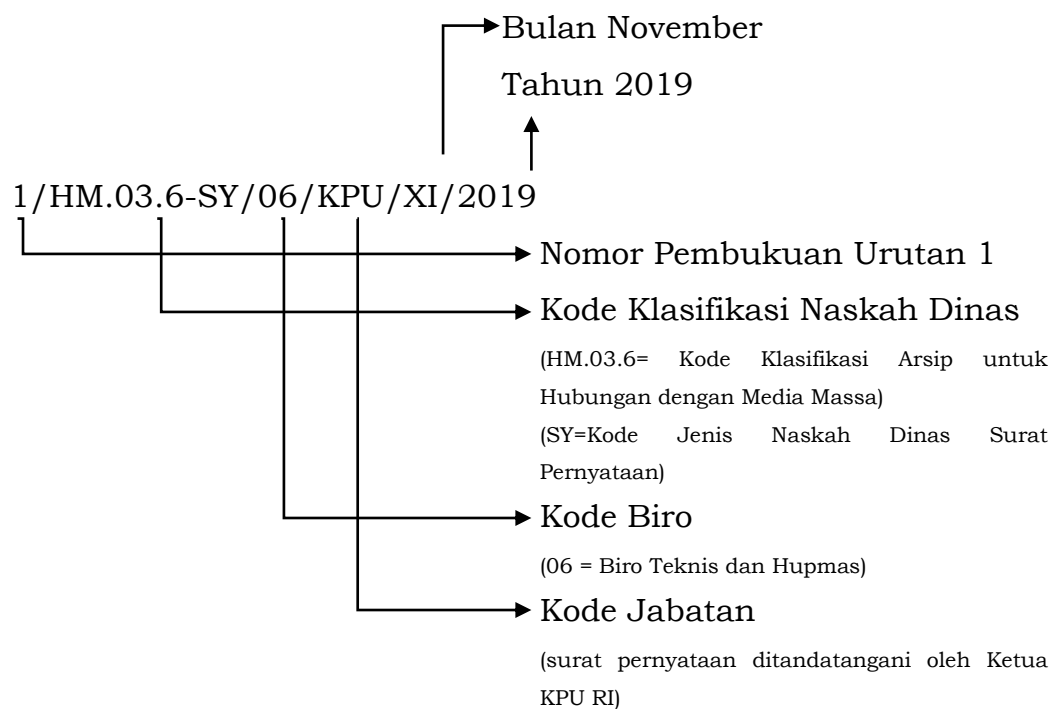 Bulan November
Tahun 2019
1/HM.03.6-SY/06/KPU/XI/2019
Nomor Pembukuan Urutan 1
Kode Klasifikasi Naskah Dinas
(HM.03.6= Kode Klasifikasi Arsip untuk
Hubungan dengan Media Massa)
(SY=Kode Jenis Naskah Dinas Surat
Pernyataan)
Kode Biro
(06 = Biro Teknis dan Hupmas)
Kode Jabatan
(surat pernyataan ditandatangani oleh Ketua
KPU RI)